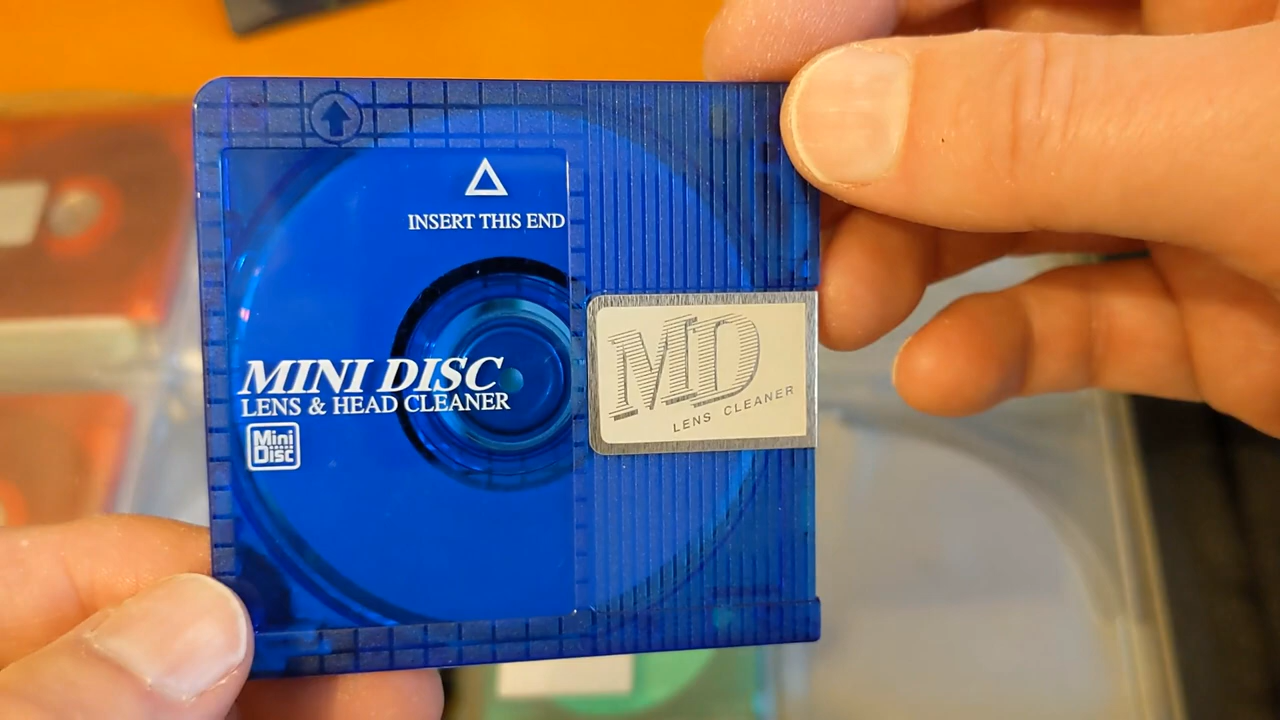 INSERT THIS END
MINI DISC
LENS & HEAD CLEANER
Mini
Disc
MD
LENS CLEANER